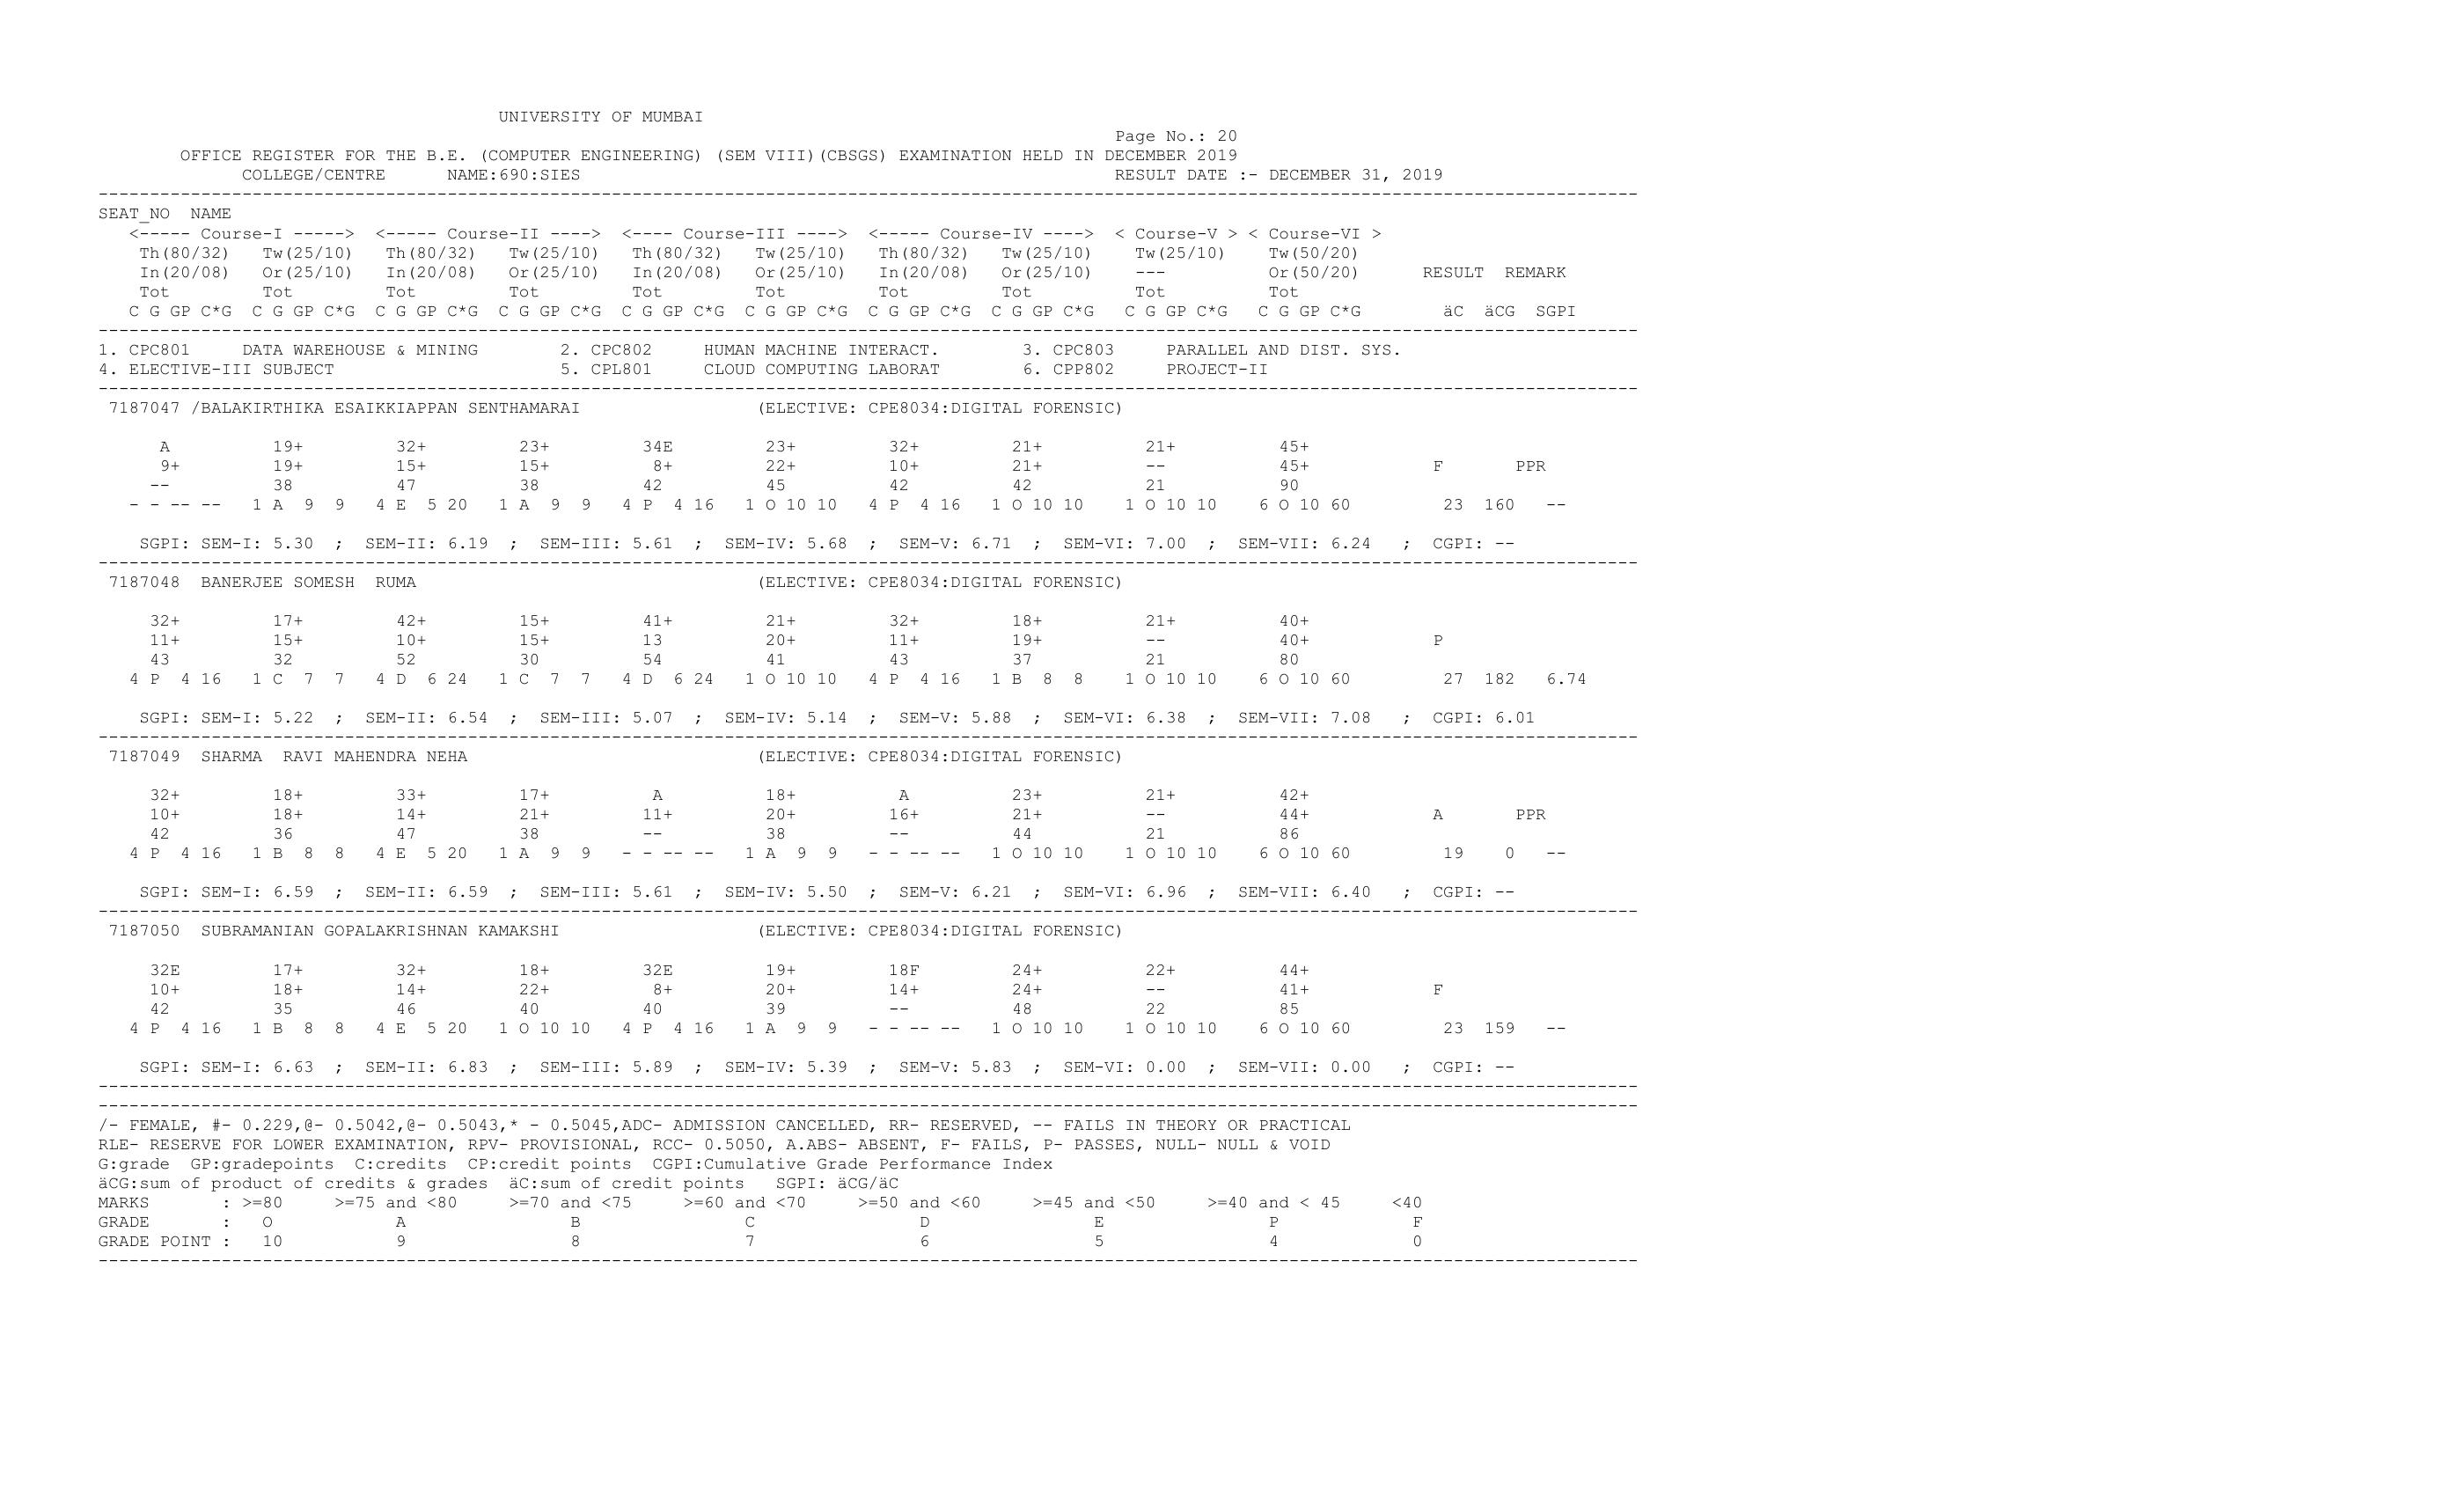 UNIVERSITY OF MUMBAI
Page No.: 20
OFFICE REGISTER FOR THE B.E. (COMPUTER ENGINEERING) (SEM VIII)(CBSGS) EXAMINATION HELD IN DECEMBER 2019
COLLEGE/CENTRE NAME:690:SIES RESULT DATE :- DECEMBER 31, 2019
SEAT_NO NAME
<----- Course-I -----> <----- Course-II ----> <---- Course-III ----> <----- Course-IV ----> < Course-V > < Course-VI >
Th(80/32) Tw(25/10) Th(80/32) Tw(25/10) Th(80/32) Tw(25/10) Th(80/32) Tw(25/10) Tw(25/10) Tw(50/20)
In(20/08) Or(25/10) In(20/08) Or(25/10) In(20/08) Or(25/10) In(20/08) Or(25/10) --- Or(50/20) RESULT REMARK
Tot Tot Tot Tot Tot Tot Tot Tot Tot Tot
C G GP C*G C G GP C*G C G GP C*G C G GP C*G C G GP C*G C G GP C*G C G GP C*G C G GP C*G C G GP C*G C G GP C*G äC äCG SGPI
1. CPC801 DATA WAREHOUSE & MINING 2. CPC802 HUMAN MACHINE INTERACT. 3. CPC803 PARALLEL AND DIST. SYS.
4. ELECTIVE-III SUBJECT 5. CPL801 CLOUD COMPUTING LABORAT 6. CPP802 PROJECT-II
7187047 /BALAKIRTHIKA ESAIKKIAPPAN SENTHAMARAI (ELECTIVE: CPE8034:DIGITAL FORENSIC)
A 19+ 32+ 23+ 34E 23+ 32+ 21+ 21+ 45+
9+ 19+ 15+ 15+ 8+ 22+ 10+ 21+ -- 45+ F PPR
-- 38 47 38 42 45 42 42 21 90
- - -- -- 1 A 9 9 4 E 5 20 1 A 9 9 4 P 4 16 1 O 10 10 4 P 4 16 1 O 10 10 1 O 10 10 6 O 10 60 23 160 --
SGPI: SEM-I: 5.30 ; SEM-II: 6.19 ; SEM-III: 5.61 ; SEM-IV: 5.68 ; SEM-V: 6.71 ; SEM-VI: 7.00 ; SEM-VII: 6.24 ; CGPI: --
7187048 BANERJEE SOMESH RUMA (ELECTIVE: CPE8034:DIGITAL FORENSIC)
32+ 17+ 42+ 15+ 41+ 21+ 32+ 18+ 21+ 40+
11+ 15+ 10+ 15+ 13 20+ 11+ 19+ -- 40+ P
43 32 52 30 54 41 43 37 21 80
4 P 4 16 1 C 7 7 4 D 6 24 1 C 7 7 4 D 6 24 1 O 10 10 4 P 4 16 1 B 8 8 1 O 10 10 6 O 10 60 27 182 6.74
SGPI: SEM-I: 5.22 ; SEM-II: 6.54 ; SEM-III: 5.07 ; SEM-IV: 5.14 ; SEM-V: 5.88 ; SEM-VI: 6.38 ; SEM-VII: 7.08 ; CGPI: 6.01
7187049 SHARMA RAVI MAHENDRA NEHA (ELECTIVE: CPE8034:DIGITAL FORENSIC)
32+ 18+ 33+ 17+ A 18+ A 23+ 21+ 42+
10+ 18+ 14+ 21+ 11+ 20+ 16+ 21+ -- 44+ A PPR
42 36 47 38 -- 38 -- 44 21 86
4 P 4 16 1 B 8 8 4 E 5 20 1 A 9 9 - - -- -- 1 A 9 9 - - -- -- 1 O 10 10 1 O 10 10 6 O 10 60 19 0 --
SGPI: SEM-I: 6.59 ; SEM-II: 6.59 ; SEM-III: 5.61 ; SEM-IV: 5.50 ; SEM-V: 6.21 ; SEM-VI: 6.96 ; SEM-VII: 6.40 ; CGPI: --
7187050 SUBRAMANIAN GOPALAKRISHNAN KAMAKSHI (ELECTIVE: CPE8034:DIGITAL FORENSIC)
32E 17+ 32+ 18+ 32E 19+ 18F 24+ 22+ 44+
10+ 18+ 14+ 22+ 8+ 20+ 14+ 24+ -- 41+ F
42 35 46 40 40 39 -- 48 22 85
4 P 4 16 1 B 8 8 4 E 5 20 1 O 10 10 4 P 4 16 1 A 9 9 - - -- -- 1 O 10 10 1 O 10 10 6 O 10 60 23 159 --
SGPI: SEM-I: 6.63 ; SEM-II: 6.83 ; SEM-III: 5.89 ; SEM-IV: 5.39 ; SEM-V: 5.83 ; SEM-VI: 0.00 ; SEM-VII: 0.00 ; CGPI: --
/- FEMALE, #- 0.229,@- 0.5042,@- 0.5043,* - 0.5045,ADC- ADMISSION CANCELLED, RR- RESERVED, -- FAILS IN THEORY OR PRACTICAL
RLE- RESERVE FOR LOWER EXAMINATION, RPV- PROVISIONAL, RCC- 0.5050, A.ABS- ABSENT, F- FAILS, P- PASSES, NULL- NULL & VOID
G:grade GP:gradepoints C:credits CP:credit points CGPI:Cumulative Grade Performance Index
äCG:sum of product of credits & grades äC:sum of credit points SGPI: äCG/äC
MARKS : >=80 >=75 and <80 >=70 and <75 >=60 and <70 >=50 and <60 >=45 and <50 >=40 and < 45 <40
GRADE : O A B C D E P F
GRADE POINT : 10 9 8 7 6 5 4 0